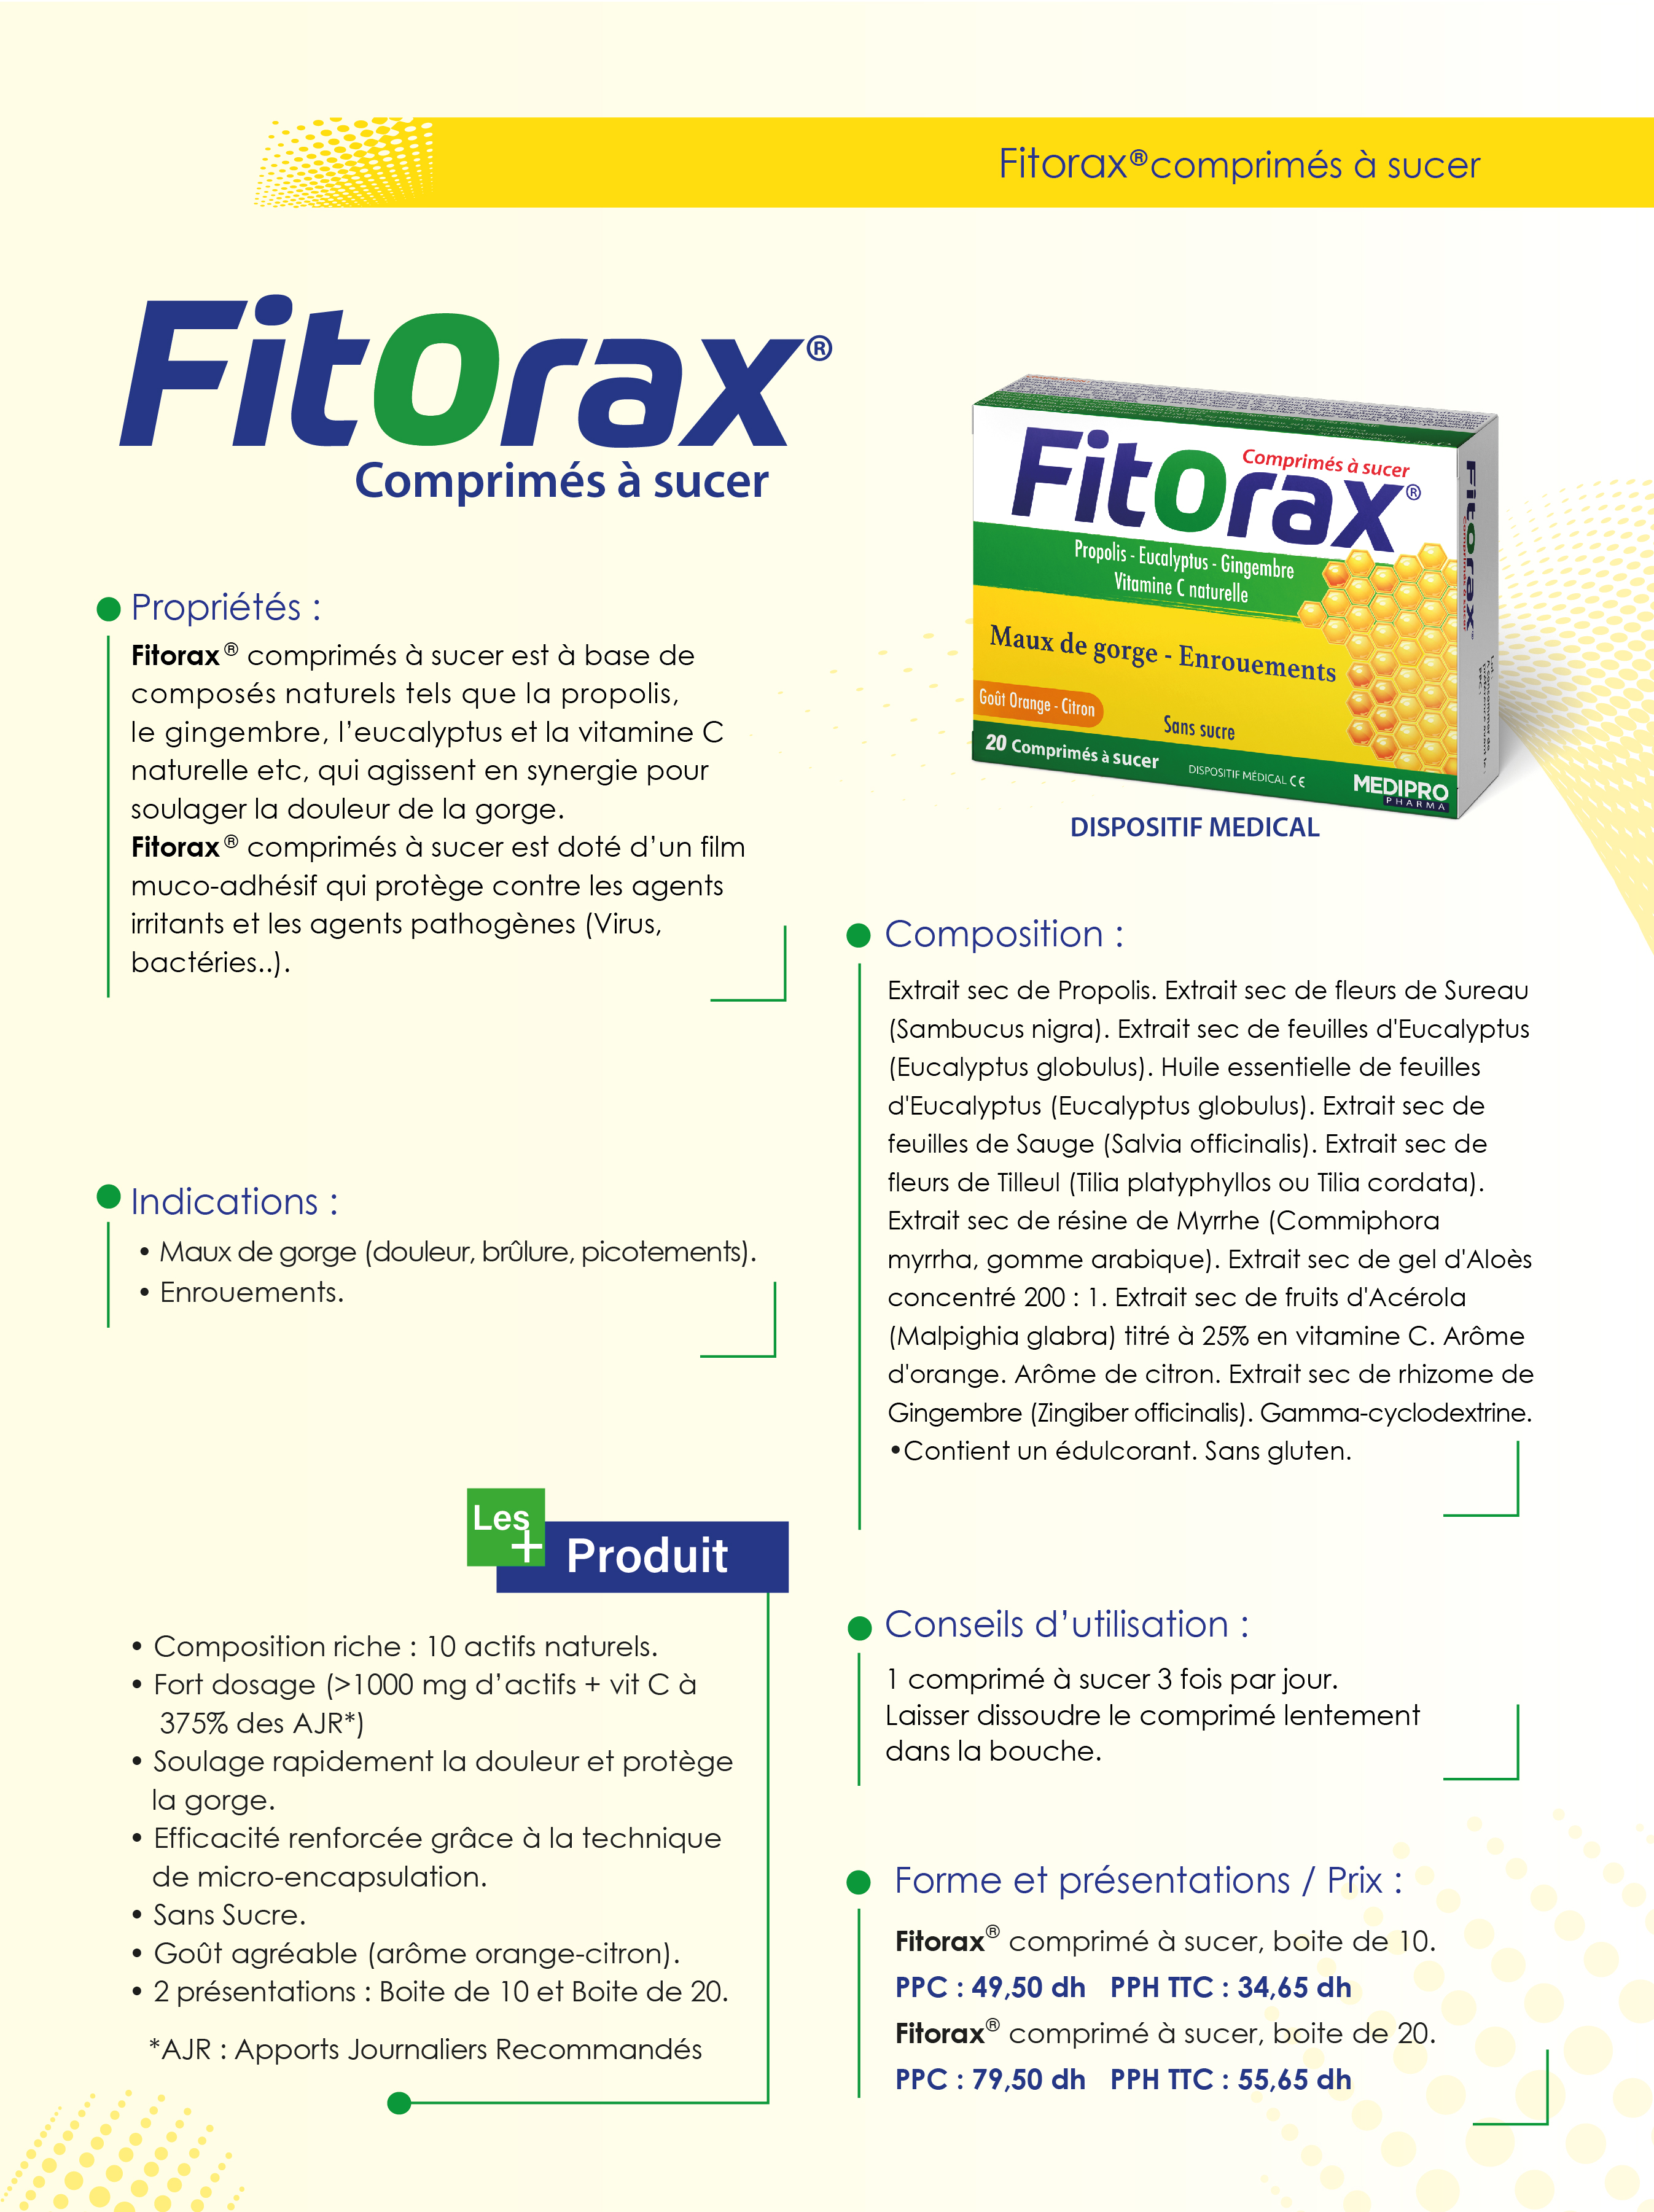 Fitorax®comprimés à sucer
Fitorax®
Comprimés à sucer
Comprimés à sucer
Fitorax®
Propolis - Eucalyptus - Gingembre
Vitamine C naturelle
Maux de gorge - Enrouements
Goût Orange - Citron
Sans sucre
20 Comprimés à sucer
DISPOSITIF MÉDICAL CE
MEDIPRO
PHARMA
Fitorax®
Comprimés à sucer
DISPOSITIF MEDICAL
Propriétés :
Fitorax® comprimés à sucer est à base de
composés naturels tels que la propolis,
le gingembre, l’eucalyptus et la vitamine C
naturelle etc, qui agissent en synergie pour
soulager la douleur de la gorge.
Fitorax® comprimés à sucer est doté d’un film
muco-adhésif qui protège contre les agents
irritants et les agents pathogènes (Virus,
bactéries..).
Indications :
• Maux de gorge (douleur, brûlure, picotements).
• Enrouements.
Les +
Produit
• Composition riche : 10 actifs naturels.
• Fort dosage (>1000 mg d’actifs + vit C à
375% des AJR*)
• Soulage rapidement la douleur et protège
la gorge.
• Efficacité renforcée grâce à la technique
de micro-encapsulation.
• Sans Sucre.
• Goût agréable (arôme orange-citron).
• 2 présentations : Boite de 10 et Boite de 20.
*AJR : Apports Journaliers Recommandés
Composition :
Extrait sec de Propolis. Extrait sec de fleurs de Sureau
(Sambucus nigra). Extrait sec de feuilles d'Eucalyptus
(Eucalyptus globulus). Huile essentielle de feuilles
d'Eucalyptus (Eucalyptus globulus). Extrait sec de
feuilles de Sauge (Salvia officinalis). Extrait sec de
fleurs de Tilleul (Tilia platyphyllos ou Tilia cordata).
Extrait sec de résine de Myrrhe (Commiphora
myrrha, gomme arabique). Extrait sec de gel d'Aloès
concentré 200 : 1. Extrait sec de fruits d'Acérola
(Malpighia glabra) titré à 25% en vitamine C. Arôme
d'orange. Arôme de citron. Extrait sec de rhizome de
Gingembre (Zingiber officinalis). Gamma-cyclodextrine.
•Contient un édulcorant. Sans gluten.
Conseils d’utilisation :
1 comprimé à sucer 3 fois par jour.
Laisser dissoudre le comprimé lentement
dans la bouche.
Forme et présentations / Prix :
Fitorax® comprimé à sucer, boite de 10.
PPC : 49,50 dh PPH TTC : 34,65 dh
Fitorax® comprimé à sucer, boite de 20.
PPC : 79,50 dh PPH TTC : 55,65 dh